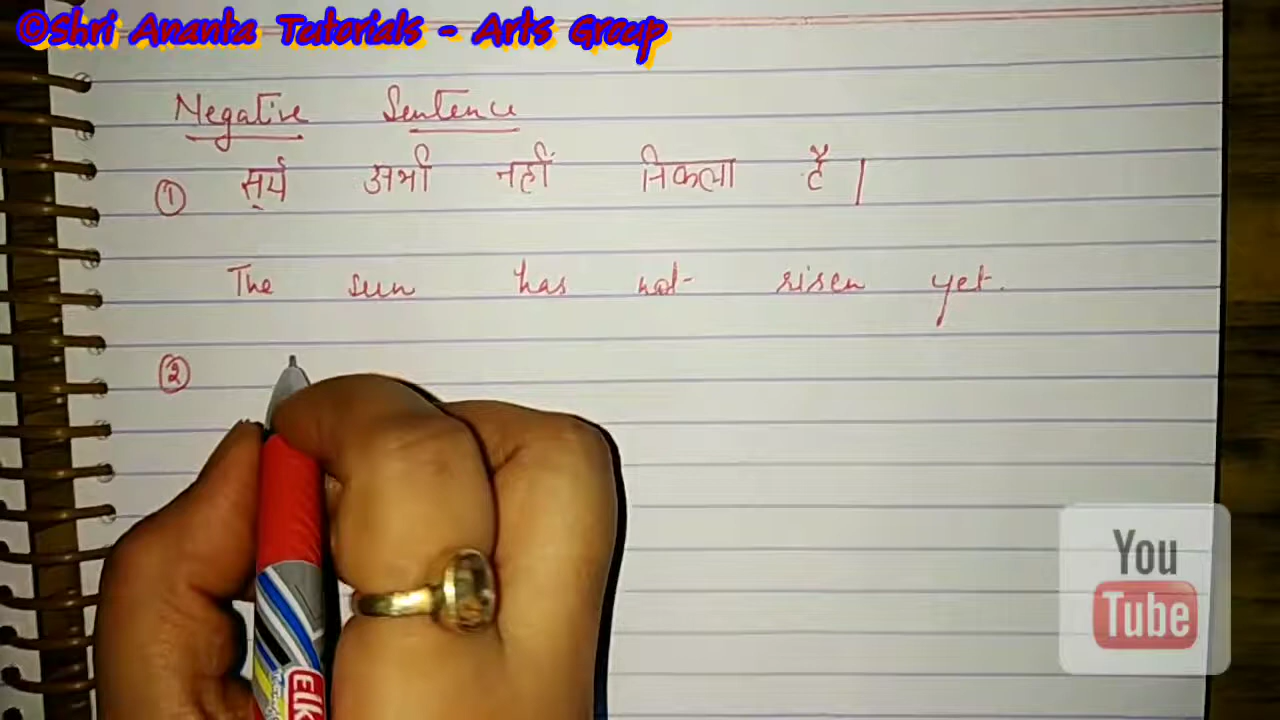 ©Shri Ananta Tutorials - Arts Group
Negative Sentence
① सूर्य अभी नहीं निकला है।
The sun has not risen yet.
②
Elk
You
Tube